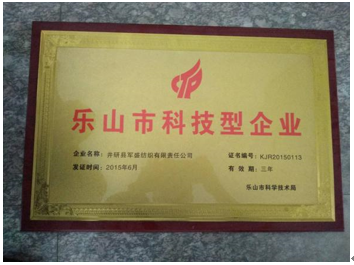 乐山市科技型企业
企业名称：井研县军盛纺织有限责任公司 证书编号：KJR20150113
发证时间：2015年6月 有效期：三年
乐山市科学技术局